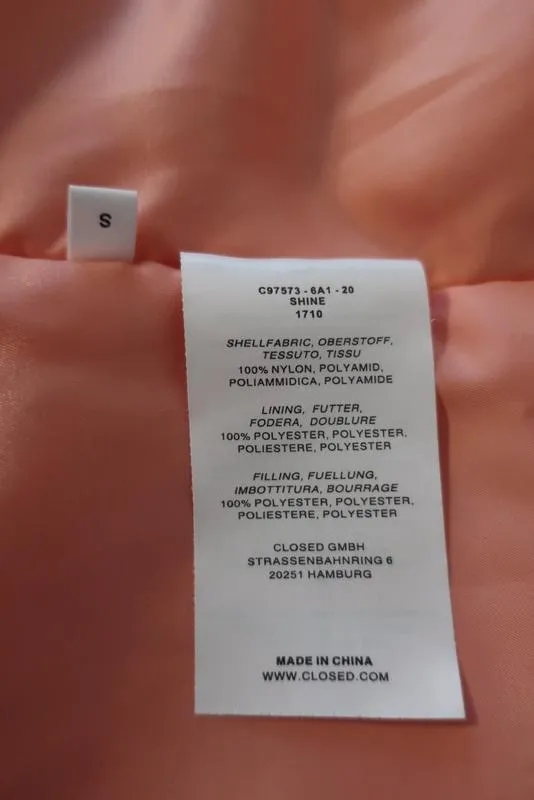 S
C97573 - 6A1 - 20
SHINE
1710
SHELLFABRIC, OBERSTOFF,
TESSUTO, TISSU
100% NYLON, POLYAMID,
POLIAMMIDICA, POLYAMIDE
LINING, FUTTER,
FODERA, DOUBLURE
100% POLYESTER, POLYESTER,
POLIESTERE, POLYESTER
FILLING, FUELLUNG,
IMBOTTITURA, BOURRAGE
100% POLYESTER, POLYESTER,
POLIESTERE, POLYESTER
CLOSED GMBH
STRASSENBAHNRING 6
20251 HAMBURG
MADE IN CHINA
WWW.CLOSED.COM